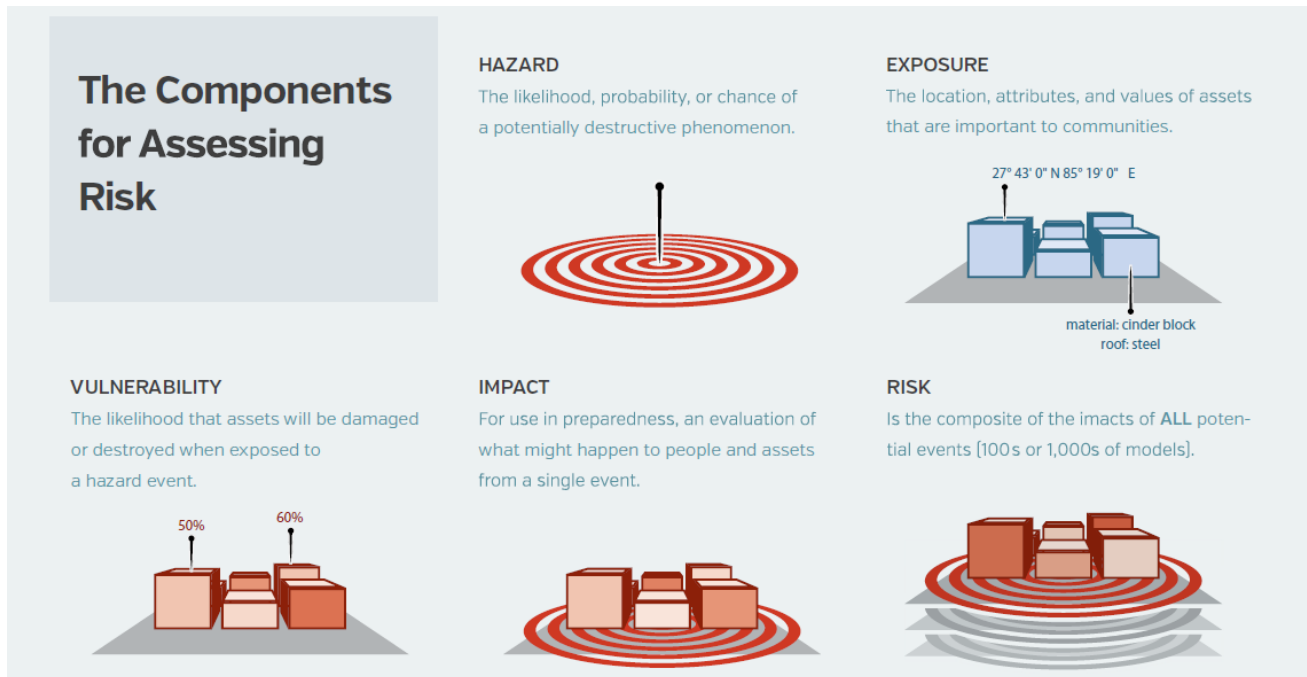 The Components
for Assessing
Risk
HAZARD
The likelihood, probability, or chance of
a potentially destructive phenomenon.
EXPOSURE
The location, attributes, and values of assets
that are important to communities.
27° 43' 0" N 85° 19' 0" E
material: cinder block
roof: steel
VULNERABILITY
The likelihood that assets will be damaged
or destroyed when exposed to
a hazard event.
50%
60%
IMPACT
For use in preparedness, an evaluation of
what might happen to people and assets
from a single event.
RISK
Is the composite of the imacts of ALL poten-
tial events [100s or 1,000s of models].